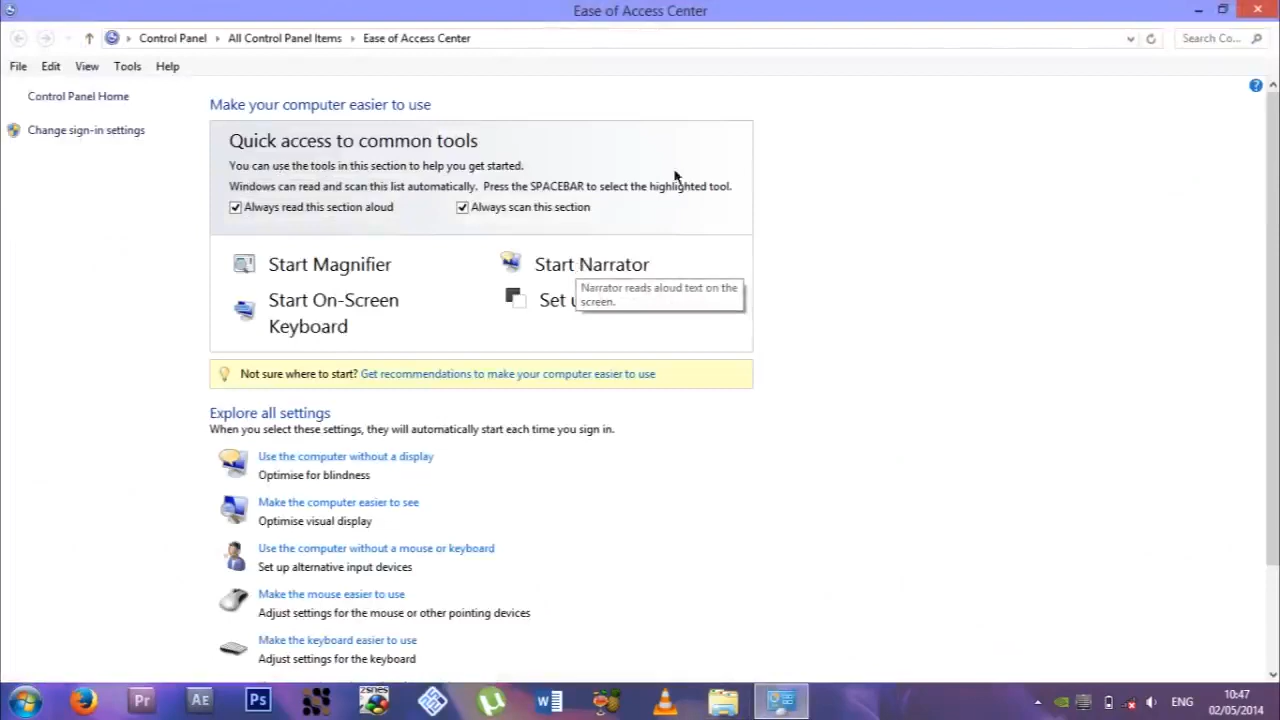 Ease of Access Center
Control Panel All Control Panel Items Ease of Access Center
Search Co...
File Edit View Tools Help
Control Panel Home
Change sign-in settings
Make your computer easier to use
Quick access to common tools
You can use the tools in this section to help you get started.
Windows can read and scan this list automatically. Press the SPACEBAR to select the highlighted tool.
Always read this section aloud Always scan this section
Start Magnifier
Start Narrator
Narrator reads aloud text on the
screen.
Start On-Screen
Keyboard
Set
Not sure where to start? Get recommendations to make your computer easier to use
Explore all settings
When you select these settings, they will automatically start each time you sign in.
Use the computer without a display
Optimise for blindness
Make the computer easier to see
Optimise visual display
Use the computer without a mouse or keyboard
Set up alternative input devices
Make the mouse easier to use
Adjust settings for the mouse or other pointing devices
Make the keyboard easier to use
Adjust settings for the keyboard
Pr
Ae
Ps
zsnes
ENG
10:47
02/05/2014